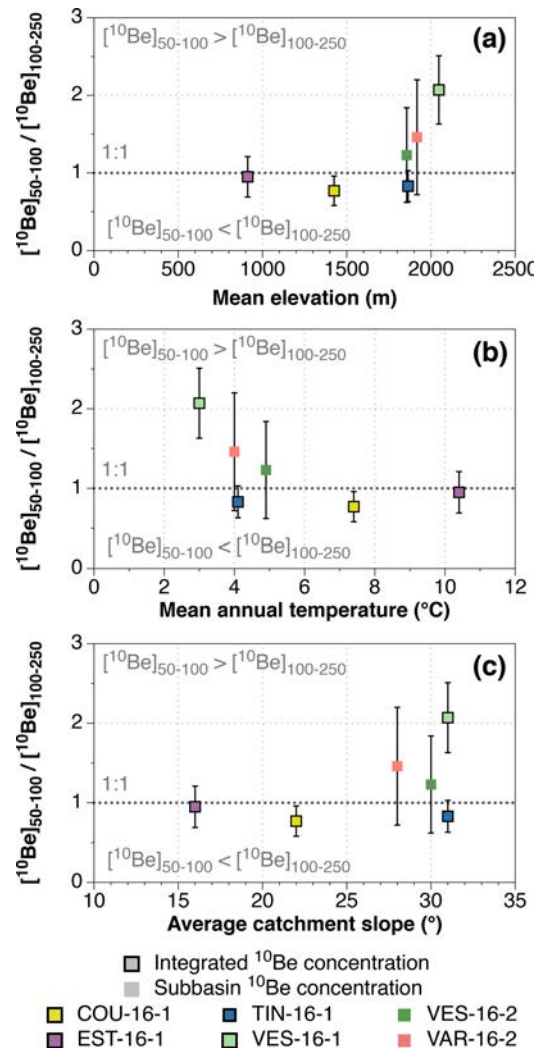 [¹⁰Be]₅₀₋₁₀₀ / [¹⁰Be]₁₀₀₋₂₅₀
3
2
1
0
[¹⁰Be]₅₀₋₁₀₀ > [¹⁰Be]₁₀₀₋₂₅₀
(a)
1:1
[¹⁰Be]₅₀₋₁₀₀ < [¹⁰Be]₁₀₀₋₂₅₀
0 500 1000 1500 2000 2500
Mean elevation (m)
[¹⁰Be]₅₀₋₁₀₀ / [¹⁰Be]₁₀₀₋₂₅₀
3
2
1
0
[¹⁰Be]₅₀₋₁₀₀ > [¹⁰Be]₁₀₀₋₂₅₀
(b)
1:1
[¹⁰Be]₅₀₋₁₀₀ < [¹⁰Be]₁₀₀₋₂₅₀
0 2 4 6 8 10 12
Mean annual temperature (°C)
[¹⁰Be]₅₀₋₁₀₀ / [¹⁰Be]₁₀₀₋₂₅₀
3
2
1
0
[¹⁰Be]₅₀₋₁₀₀ > [¹⁰Be]₁₀₀₋₂₅₀
(c)
1:1
[¹⁰Be]₅₀₋₁₀₀ < [¹⁰Be]₁₀₀₋₂₅₀
10 15 20 25 30 35
Average catchment slope (°)
Integrated ¹⁰Be concentration
Subbasin ¹⁰Be concentration
COU-16-1 TIN-16-1 VES-16-2
EST-16-1 VES-16-1 VAR-16-2